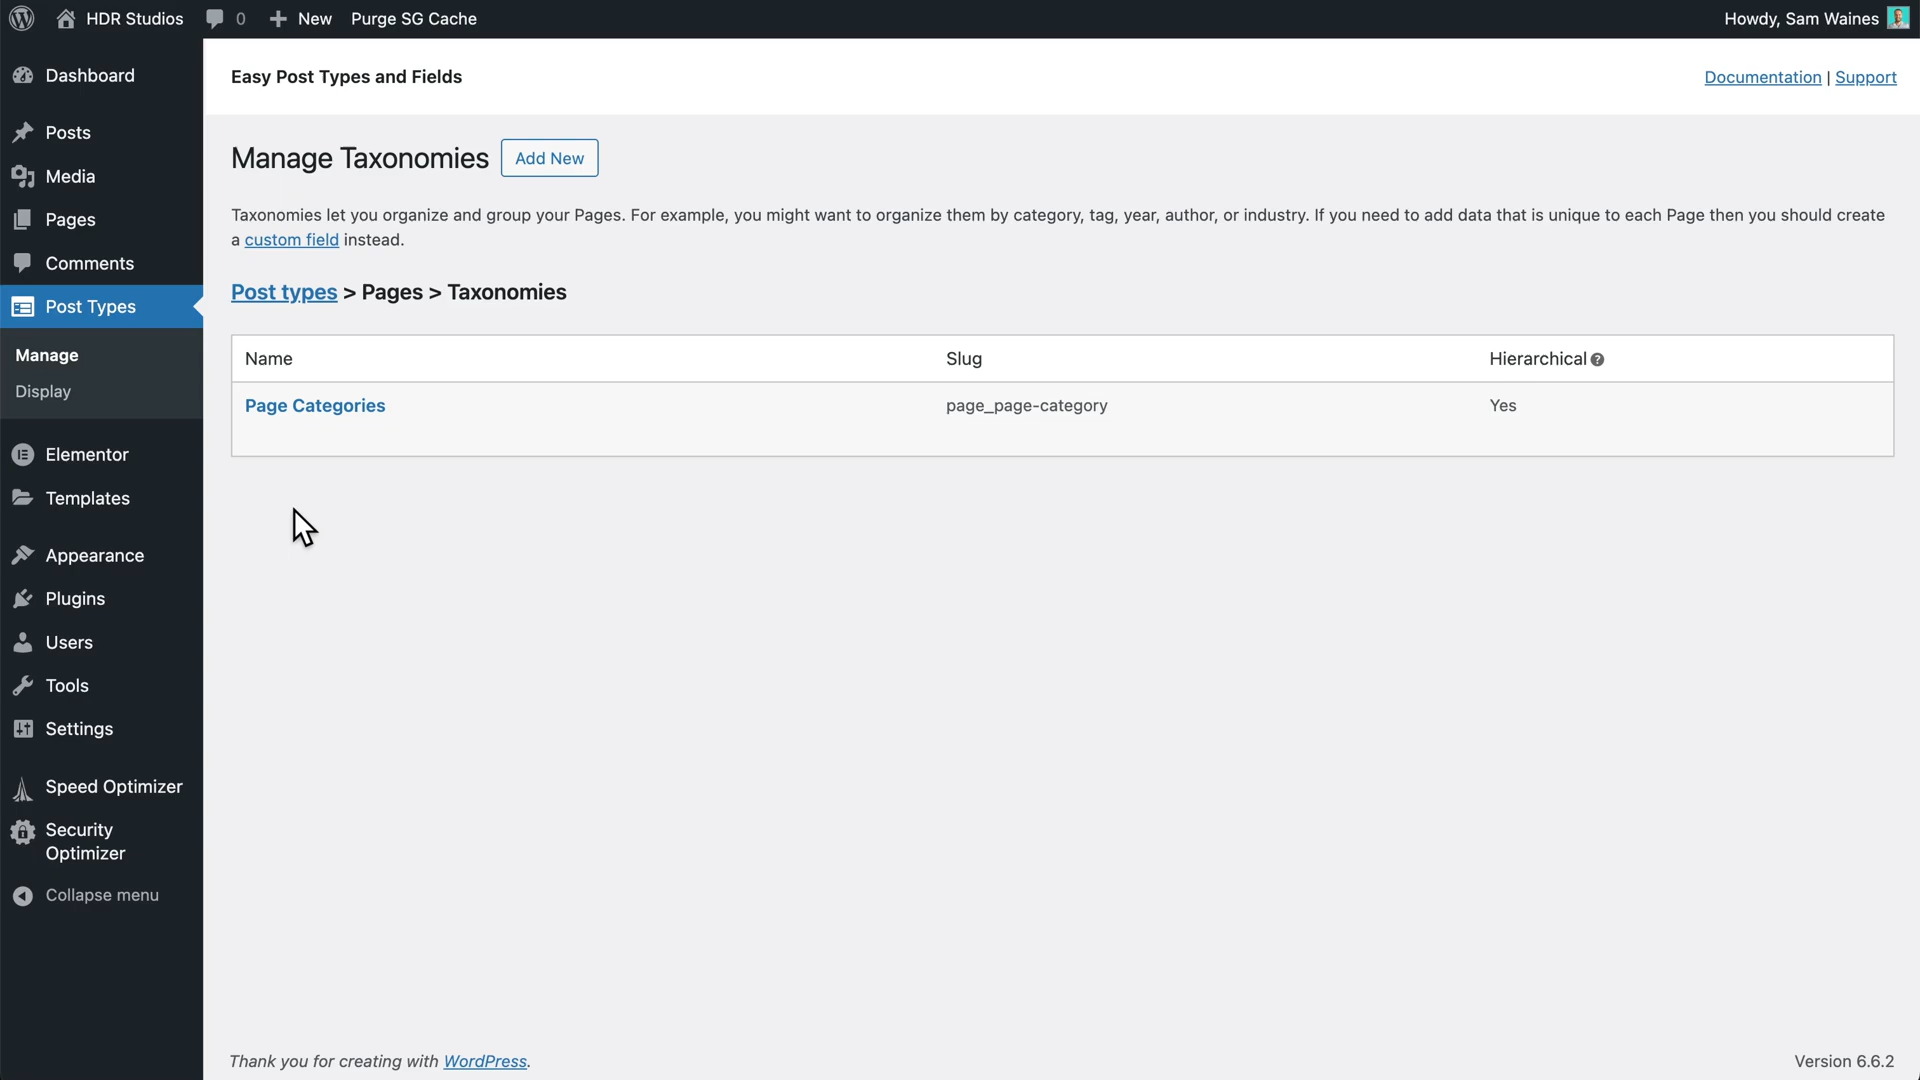 HDR Studios 0 New Purge SG Cache Howdy, Sam Waines
Dashboard
Posts
Media
Pages
Comments
Post Types
Manage
Display
Elementor
Templates
Appearance
Plugins
Users
Tools
Settings
Speed Optimizer
Security
Optimizer
Collapse menu
Easy Post Types and Fields Documentation | Support
Manage Taxonomies Add New
Taxonomies let you organize and group your Pages. For example, you might want to organize them by category, tag, year, author, or industry. If you need to add data that is unique to each Page then you should create
a custom field instead.
Post types > Pages > Taxonomies
Name Slug Hierarchical ?
Page Categories page_page-category Yes
Thank you for creating with WordPress. Version 6.6.2